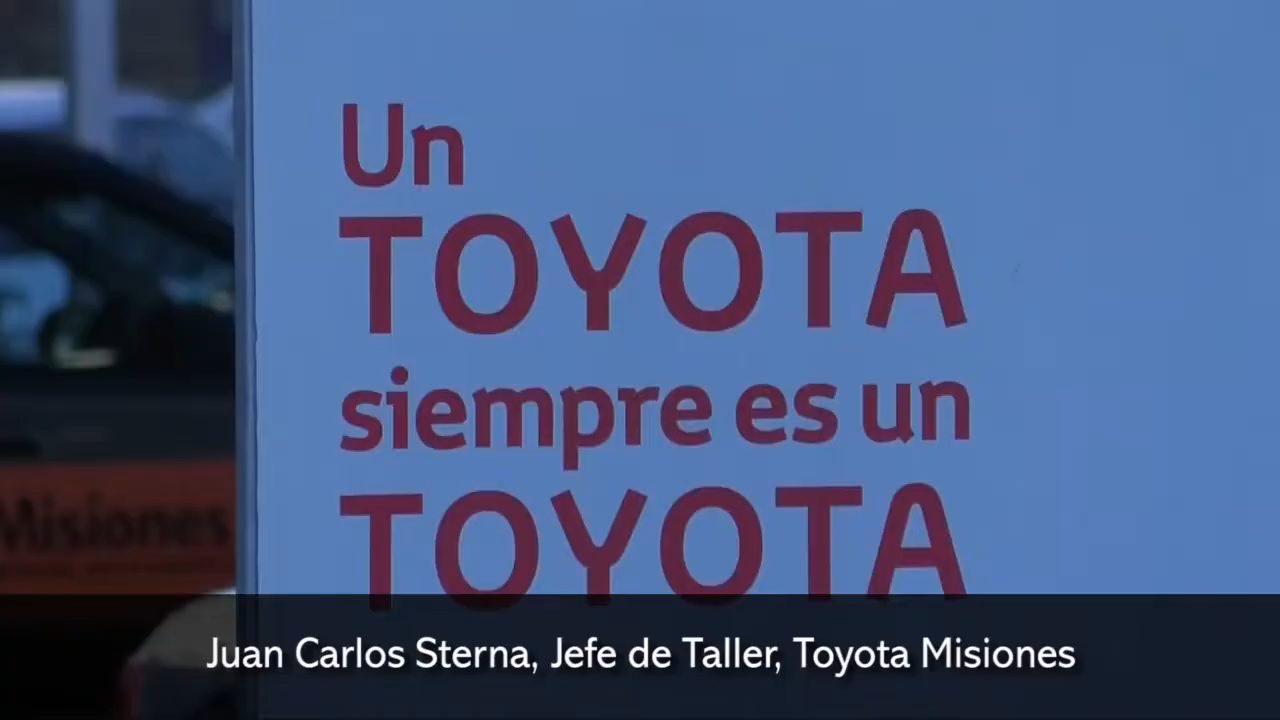 Un
TOYOTA
siempre es un
TOYOTA
Misiones
Juan Carlos Sterna, Jefe de Taller, Toyota Misiones